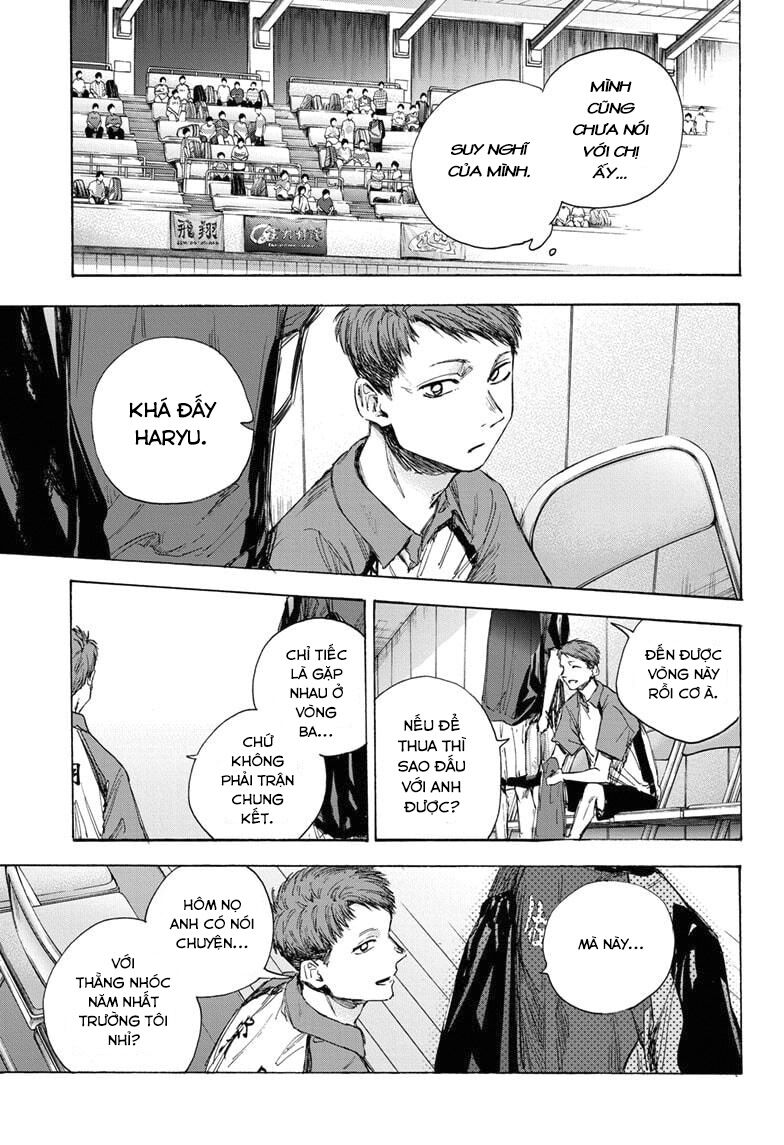 MÌNH
CŨNG
CHƯA NÓI
VỚI CHỊ
ẤY...
SUY NGHĨ
CỦA MÌNH.
飛翔
KHÁ ĐẤY
HARYU.
ĐẾN ĐƯỢC
VÒNG NÀY
RỒI CƠ À.
NẾU ĐỂ
THUA THÌ
SAO ĐẤU
VỚI ANH
ĐƯỢC?
CHỈ TIẾC
LÀ GẶP
NHAU Ở
VÒNG
BA...
CHỨ
KHÔNG
PHẢI TRẬN
CHUNG
KẾT.
MÀ NÀY...
HÔM NỌ
ANH CÓ NÓI
CHUYỆN...
VỚI
THẰNG NHÓC
NĂM NHẤT
TRƯỜNG TÔI
NHỈ?